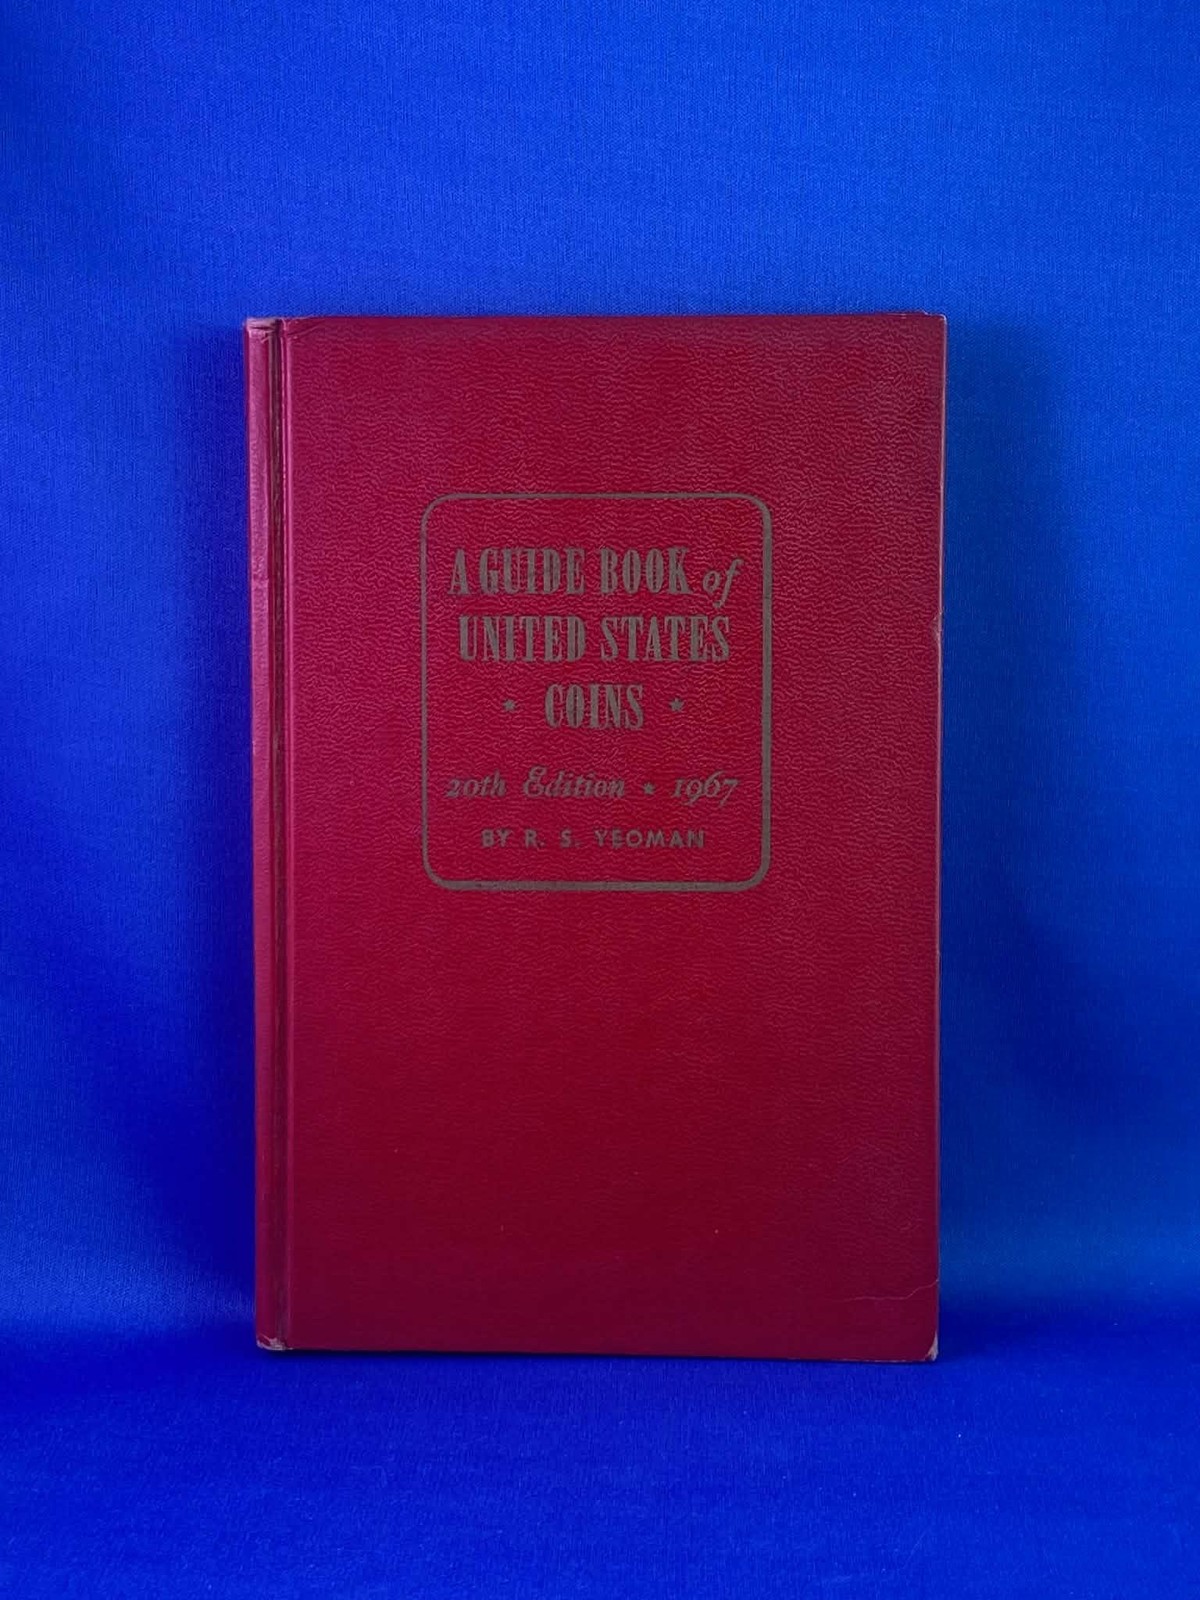 A GUIDE BOOK of
UNITED STATES
★ COINS ★
20th Edition ★ 1967
BY R. S. YEOMAN